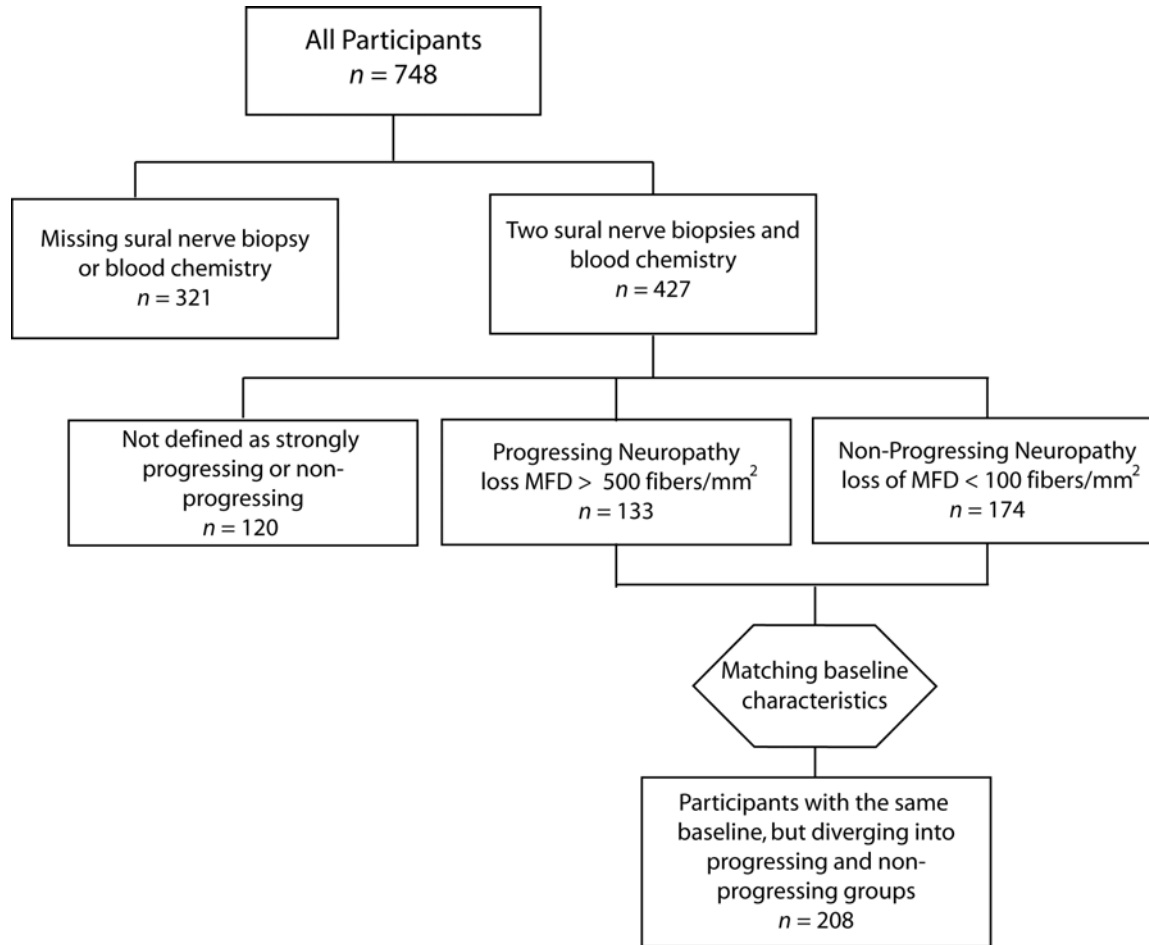 All Participants
n = 748
Missing sural nerve biopsy
or blood chemistry
n = 321
Two sural nerve biopsies and
blood chemistry
n = 427
Not defined as strongly
progressing or non-
progressing
n = 120
Progressing Neuropathy
loss MFD > 500 fibers/mm²
n = 133
Non-Progressing Neuropathy
loss of MFD < 100 fibers/mm²
n = 174
Matching baseline
characteristics
Participants with the same
baseline, but diverging into
progressing and non-
progressing groups
n = 208